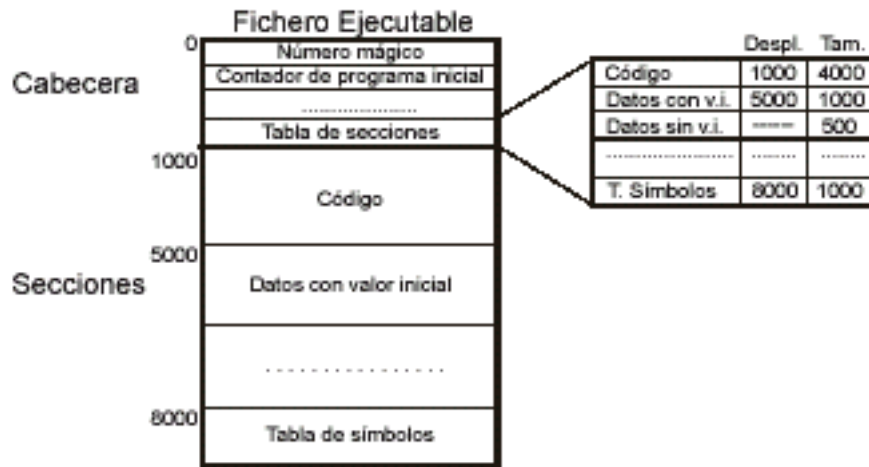 Fichero Ejecutable
0
Número mágico
Contador de programa inicial
.....................
Tabla de secciones
Cabecera
1000
Código
5000
Secciones
Datos con valor inicial
. . . . . . . . . . . . . . . .
8000
Tabla de símbolos
Despl. Tam.
Código 1000 4000
Datos con v.i. 5000 1000
Datos sin v.i. ------ 500
....................... ........ ........
T. Símbolos 8000 1000